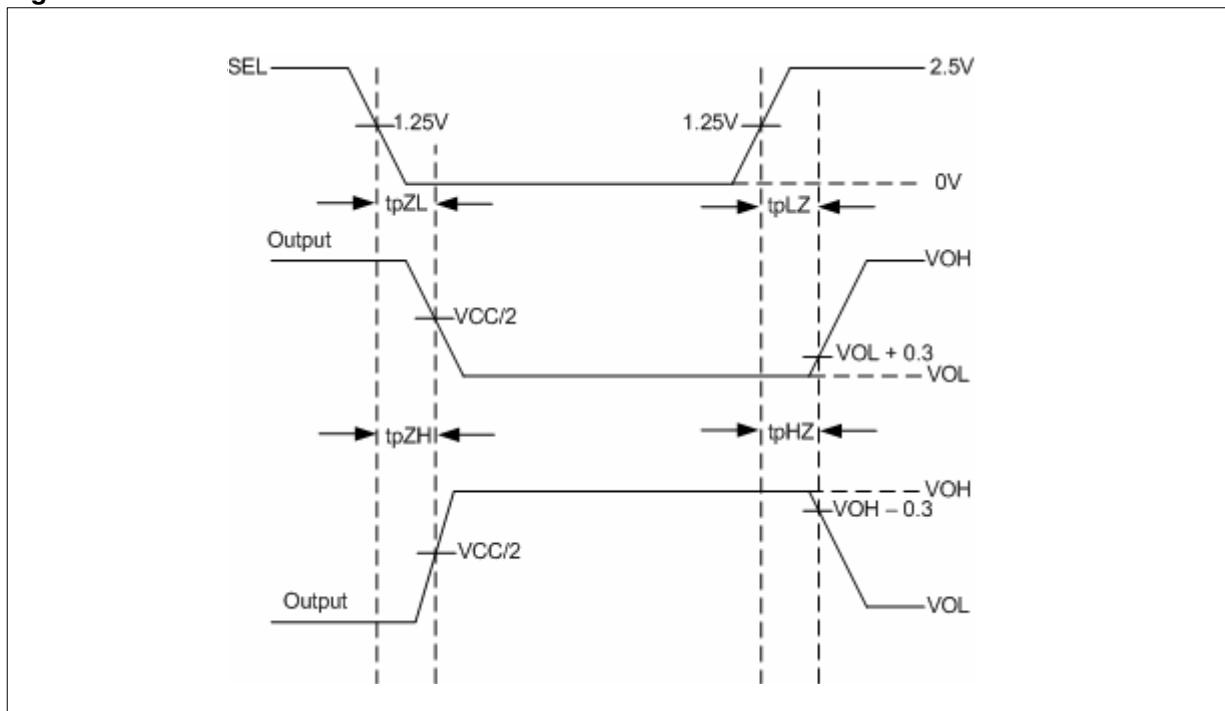 SEL
2.5V
1.25V
1.25V
0V
tpZL
tpLZ
Output
VOH
VCC/2
VOL + 0.3
VOL
tpZH
tpHZ
VOH
VOH – 0.3
VCC/2
Output
VOL